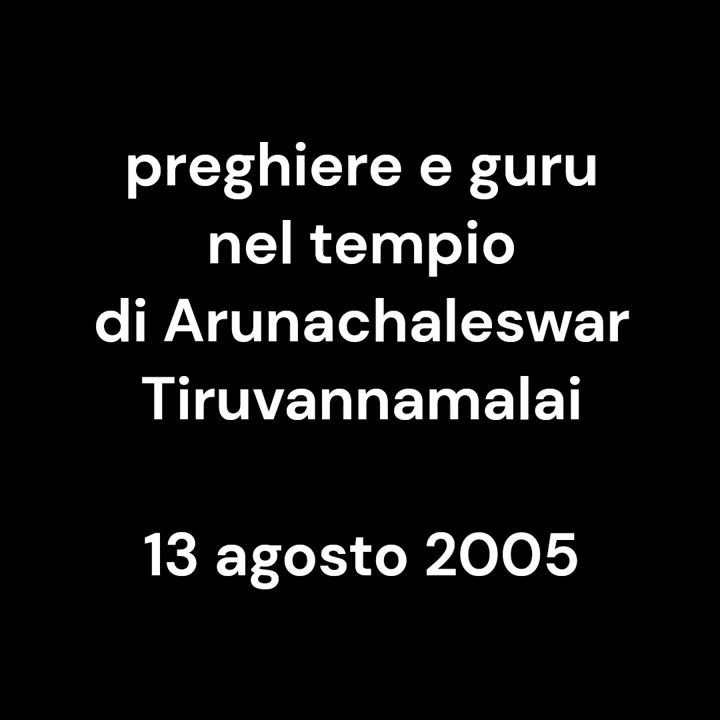 preghiere e guru
nel tempio
di Arunachaleswar
Tiruvannamalai
13 agosto 2005